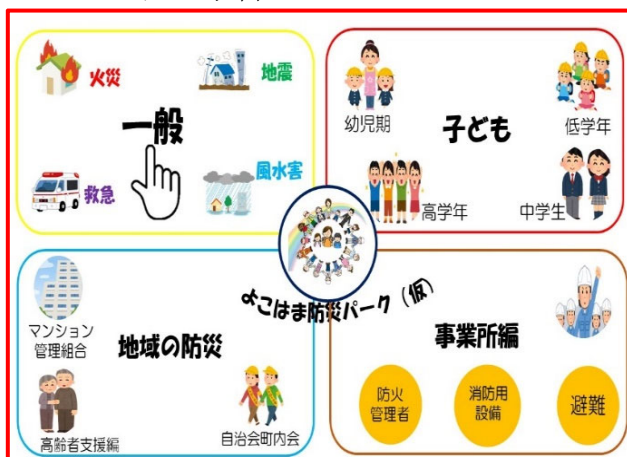 火災
地震
一般
救急
風水害
幼児期
子ども
低学年
高学年
中学生
よこはま防災パーク（仮）
マンション
管理組合
地域の防災
高齢者支援編
自治会町内会
事業所編
防火
管理者
消防用
設備
避難